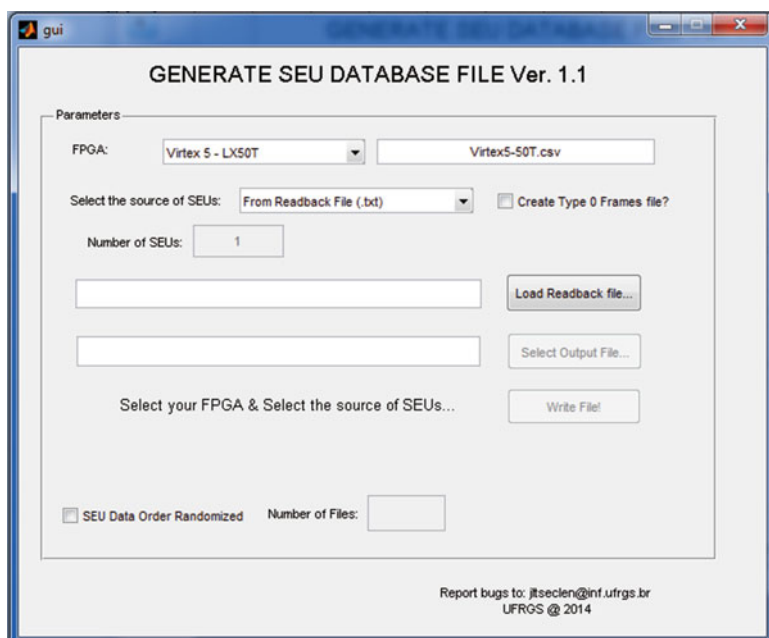 gui
GENERATE SEU DATABASE FILE Ver. 1.1
Parameters
FPGA:
Virtex 5 - LX50T
Virtex5-50T.csv
Select the source of SEUs:
From Readback File (.txt)
Create Type 0 Frames file?
Number of SEUs:
1
Load Readback file...
Select Output File...
Select your FPGA & Select the source of SEUs...
Write File!
SEU Data Order Randomized
Number of Files:
Report bugs to: jltseclen@inf.ufrgs.br
UFRGS @ 2014